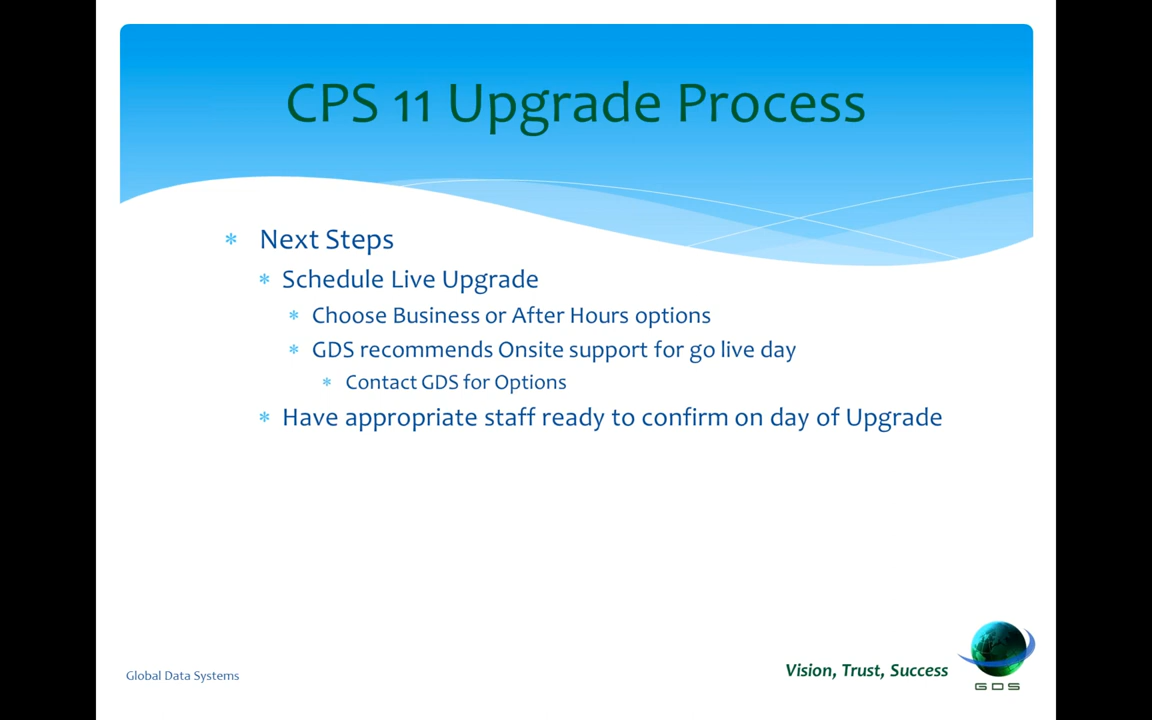 CPS 11 Upgrade Process
* Next Steps
* Schedule Live Upgrade
* Choose Business or After Hours options
* GDS recommends Onsite support for go live day
* Contact GDS for Options
* Have appropriate staff ready to confirm on day of Upgrade
Global Data Systems
Vision, Trust, Success
GDS